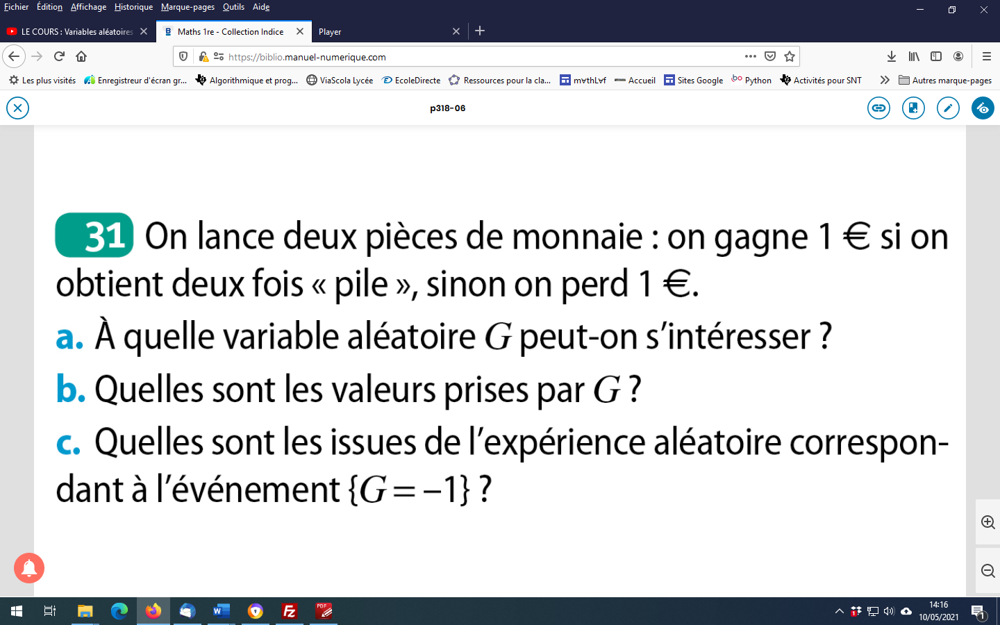 Fichier Édition Affichage Historique Marque-pages Outils Aide
LE COURS : Variables aléatoires
Maths 1re - Collection Indice
Player
https://biblio.manuel-numerique.com
Les plus visités
Enregistreur d'écran gr...
Algorithmique et prog...
ViaScola Lycée
EcoleDirecte
Ressources pour la cla...
m∀thL∀f
Accueil
Sites Google
Python
Activités pour SNT
Autres marque-pages
p318-06
31 On lance deux pièces de monnaie : on gagne 1 € si on
obtient deux fois « pile », sinon on perd 1 €.
a. À quelle variable aléatoire G peut-on s'intéresser ?
b. Quelles sont les valeurs prises par G ?
c. Quelles sont les issues de l'expérience aléatoire correspon-
dant à l'événement {G = −1} ?
14:16
10/05/2021